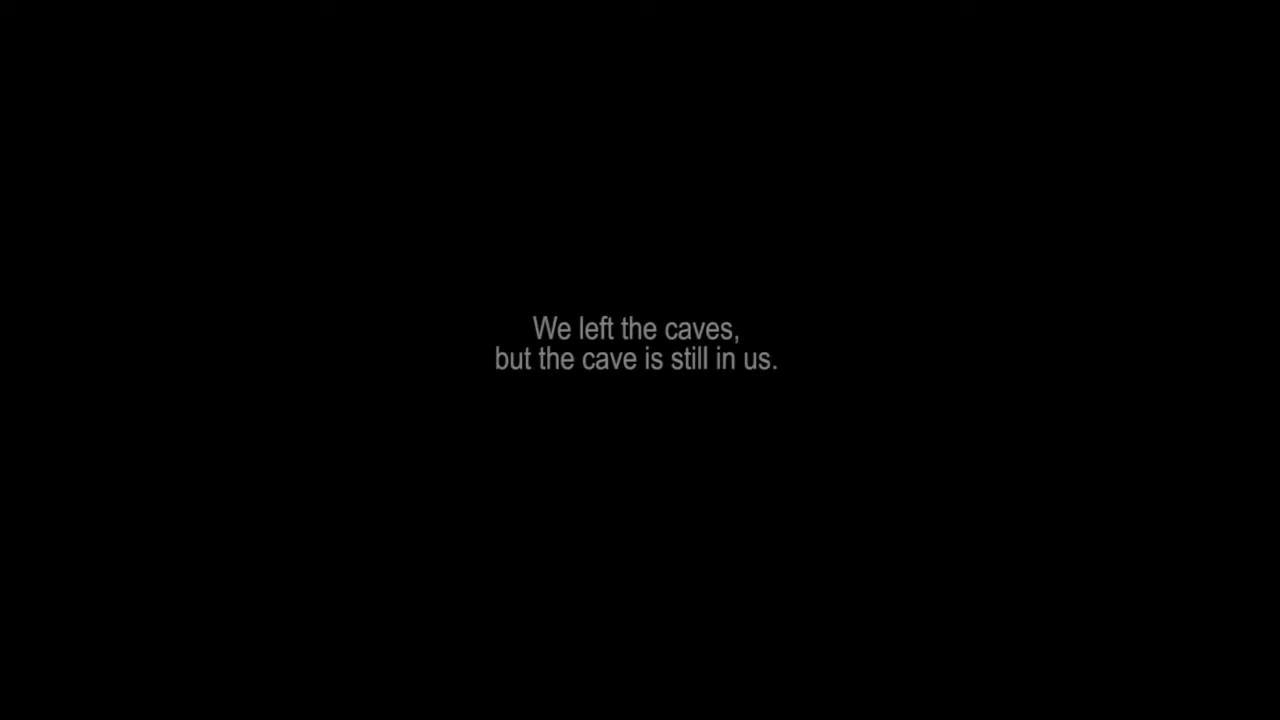 We left the caves,
but the cave is still in us.